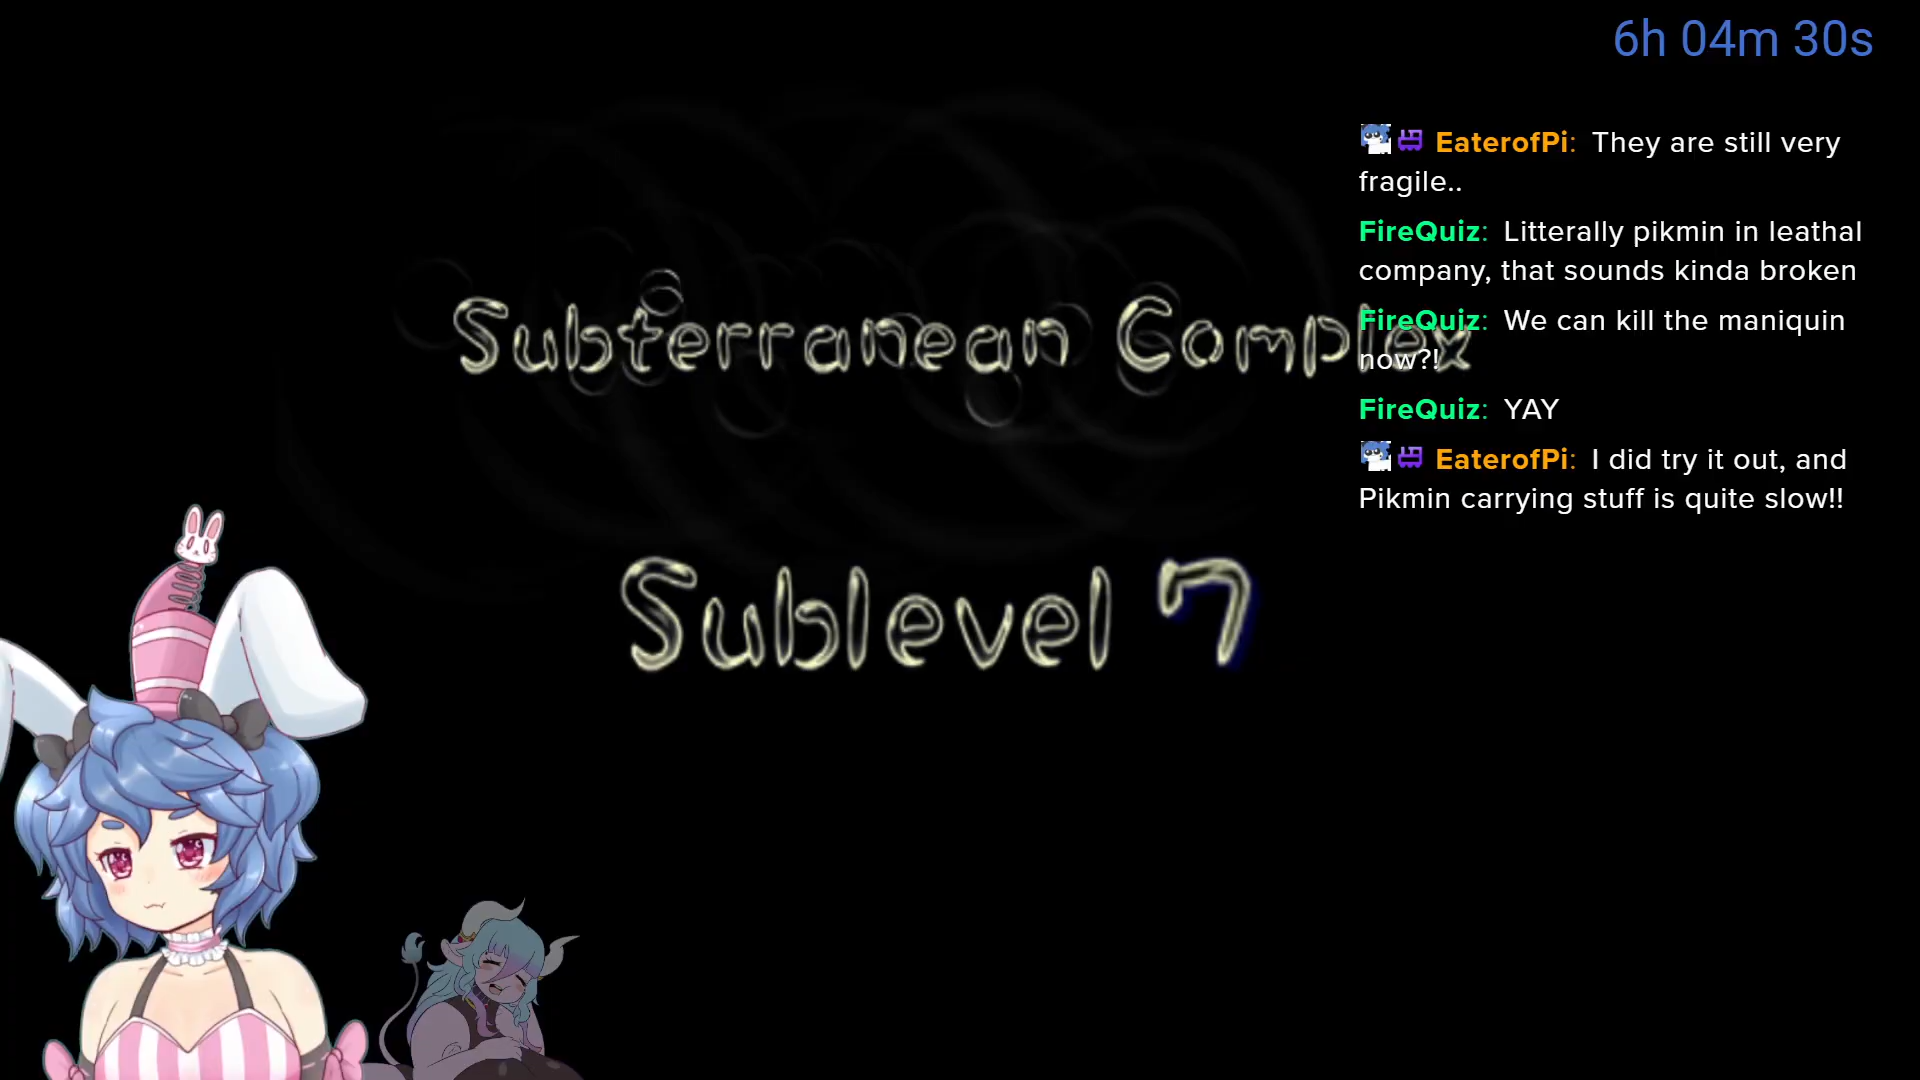 6h 04m 30s
EaterofPi: They are still very
fragile..
FireQuiz: Litterally pikmin in leathal
company, that sounds kinda broken
FireQuiz: We can kill the maniquin
now?!
FireQuiz: YAY
EaterofPi: I did try it out, and
Pikmin carrying stuff is quite slow!!
Subterranean Complex
Sublevel 7